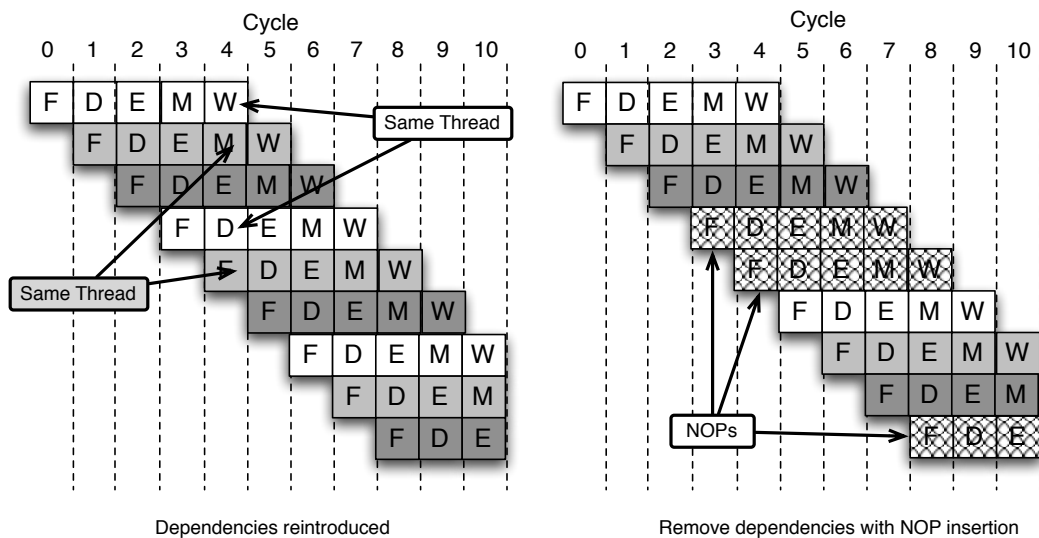 Cycle
0 1 2 3 4 5 6 7 8 9 10
F D E M W
F D E M W
F D E M W
F D E M W
F D E M W
F D E M W
F D E M W
F D E M
F D E
Same Thread
Same Thread
Dependencies reintroduced
Cycle
0 1 2 3 4 5 6 7 8 9 10
F D E M W
F D E M W
F D E M W
F D E M W
F D E M W
F D E M W
F D E M W
F D E M
F D E
NOPs
Remove dependencies with NOP insertion